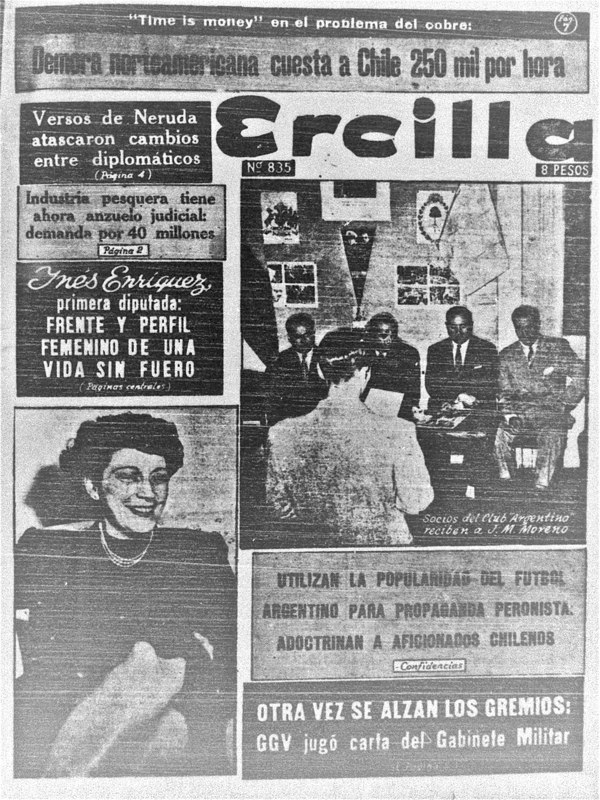 "Time is money" en el problema del cobre:
Pag 7
Demora norteamericana cuesta a Chile 250 mil por hora
Versos de Neruda
atascaron cambios
entre diplomáticos
(Página 4)
Ercilla
Nº 835
8 PESOS
Industria pesquera tiene
ahora anzuelo judicial:
demanda por 40 millones
Página 2
Inés Enríquez,
primera diputada:
FRENTE Y PERFIL
FEMENINO DE UNA
VIDA SIN FUERO
(Páginas centrales)
Socios del Club "Argentino"
reciben a J. M. Moreno
UTILIZAN LA POPULARIDAD DEL FUTBOL
ARGENTINO PARA PROPAGANDA PERONISTA:
ADOCTRINAN A AFICIONADOS CHILENOS
-Confidencias
OTRA VEZ SE ALZAN LOS GREMIOS:
GGV jugó carta del Gabinete Militar